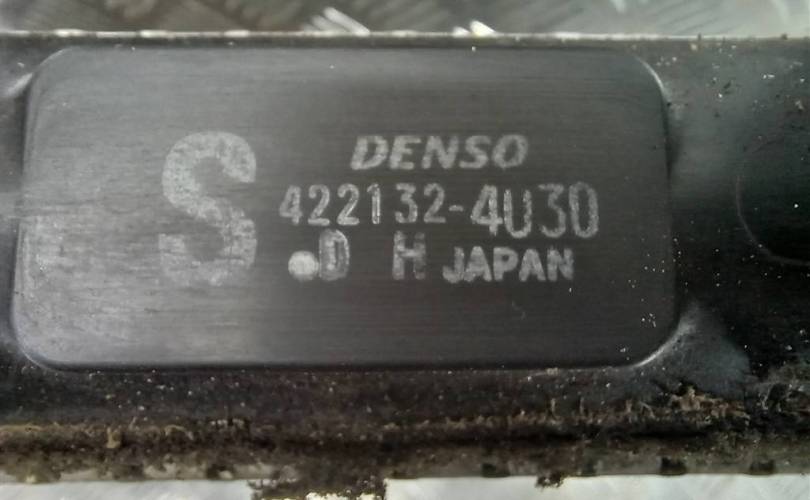 S
DENSO
422132-4U30
.D H JAPAN